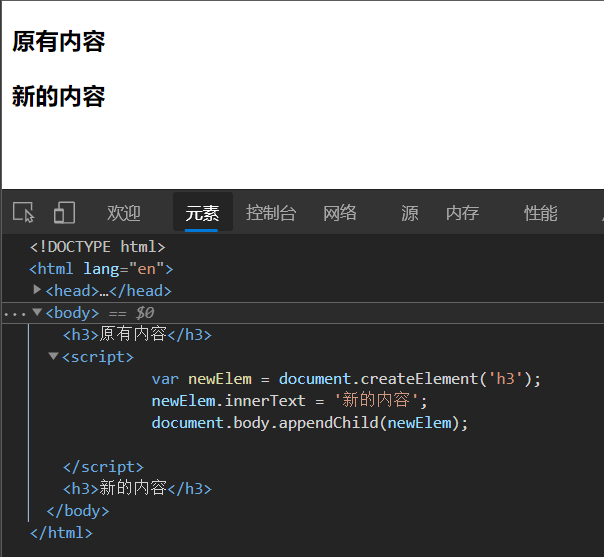 原有内容
新的内容
欢迎 元素 控制台 网络 源 内存 性能
<!DOCTYPE html>
<html lang="en">
<head>…</head>
<body> == $0
<h3>原有内容</h3>
<script>
var newElem = document.createElement('h3');
newElem.innerText = '新的内容';
document.body.appendChild(newElem);
</script>
<h3>新的内容</h3>
</body>
</html>